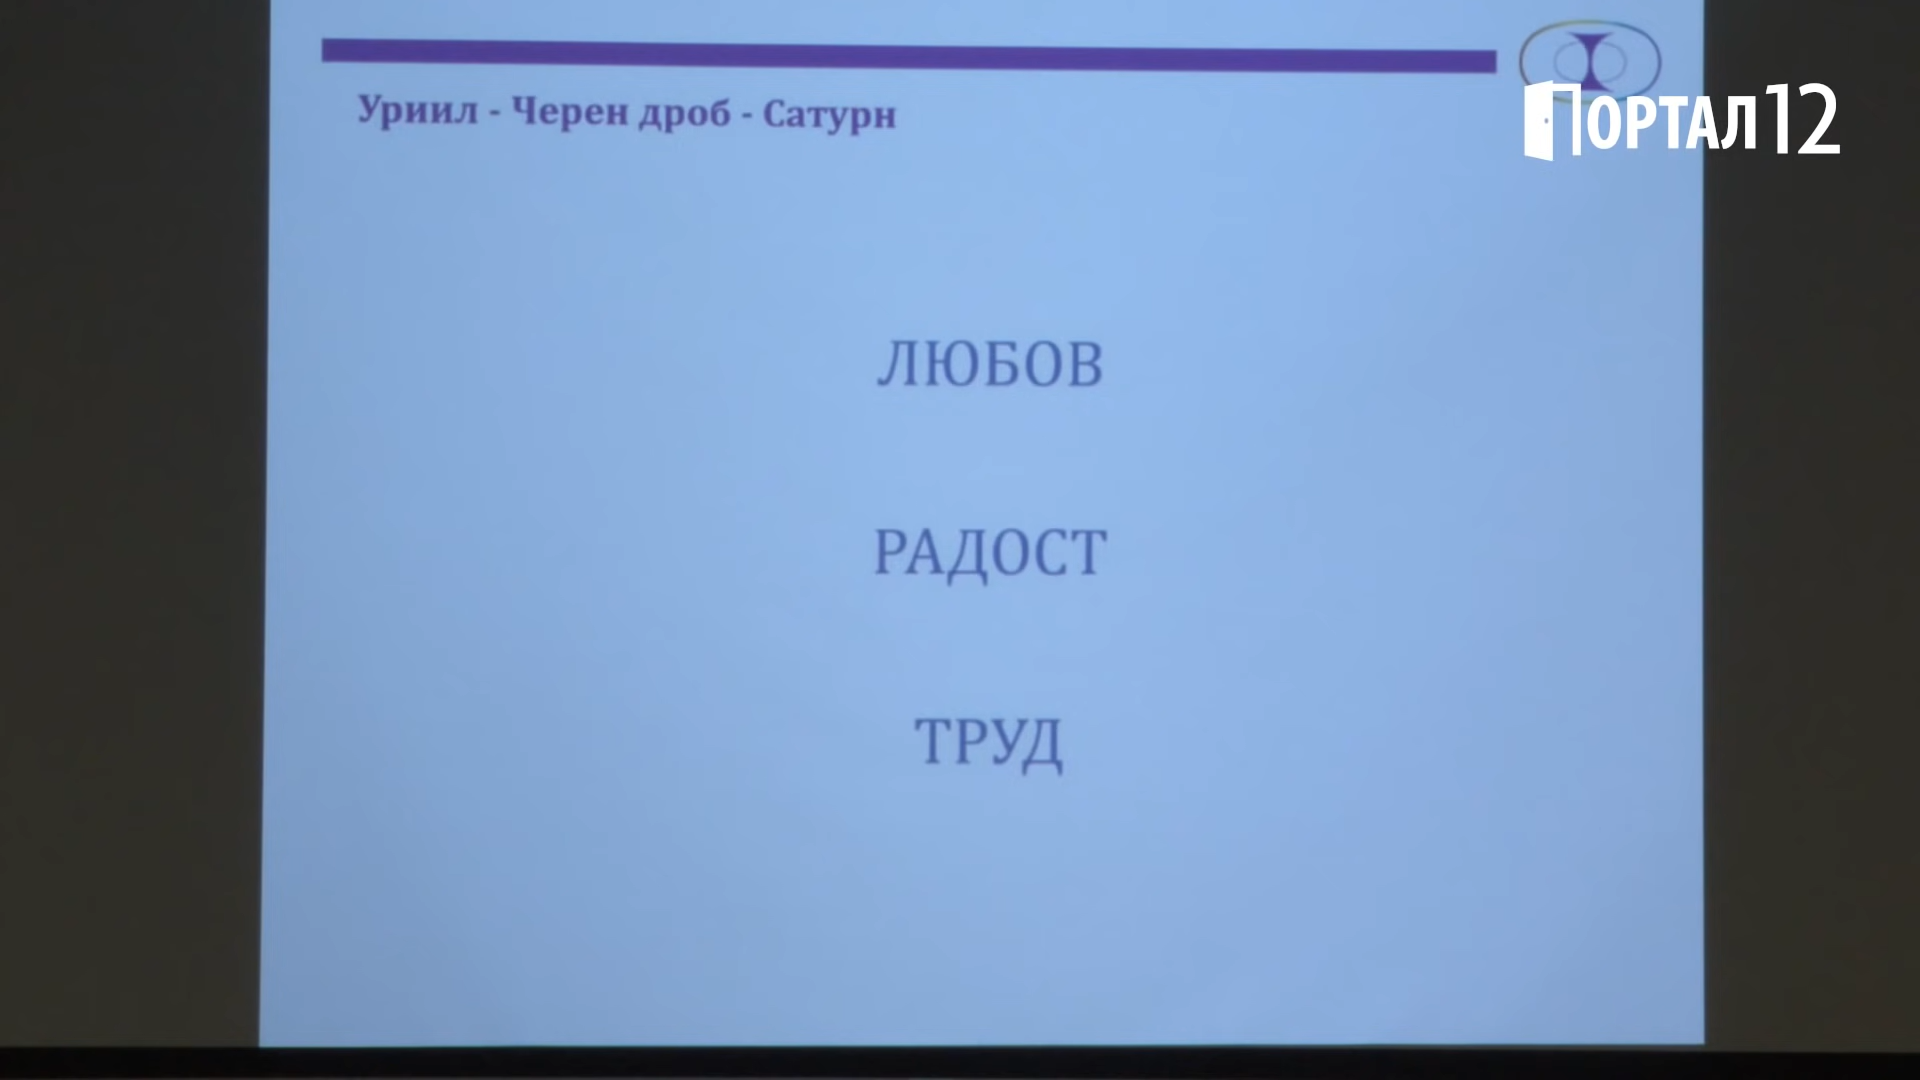 Уриил - Черен дроб - Сатурн
ПОРТАЛ12
ЛЮБОВ
РАДОСТ
ТРУД